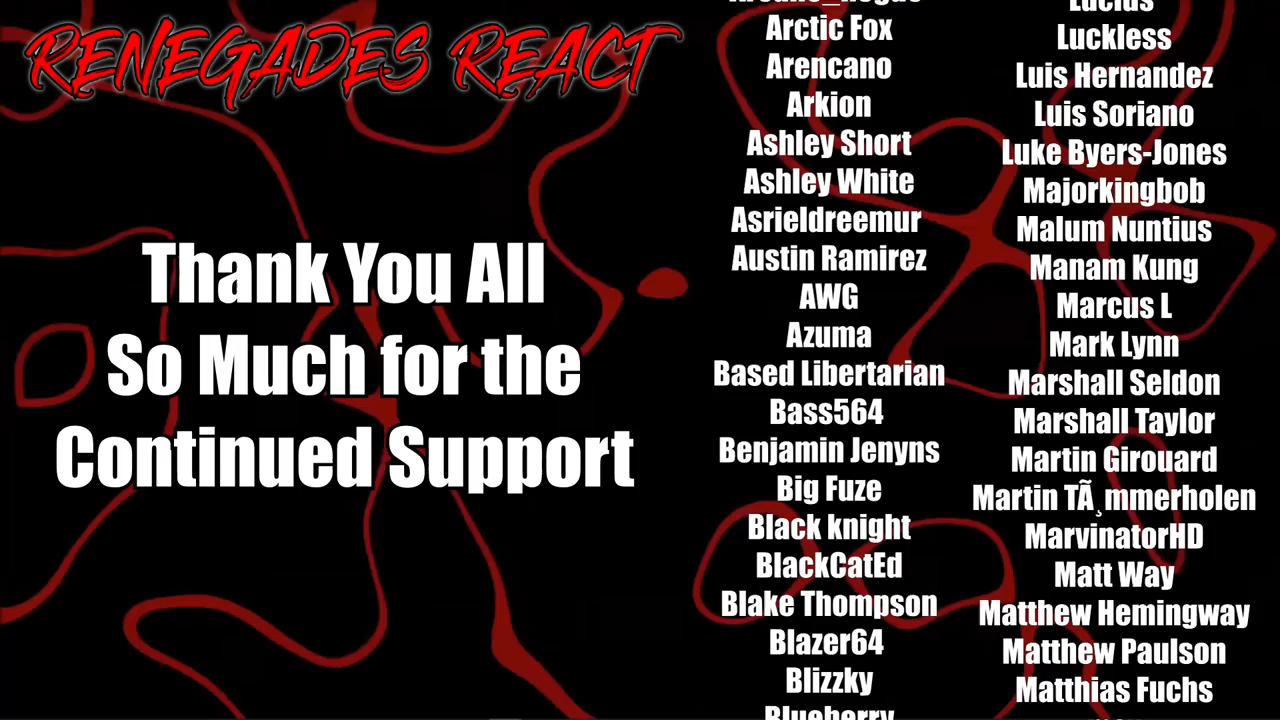 RENEGADES REACT
Thank You All
So Much for the
Continued Support
Arctic Fox
Arencano
Arkion
Ashley Short
Ashley White
Asrieldreemur
Austin Ramirez
AWG
Azuma
Based Libertarian
Bass564
Benjamin Jenyns
Big Fuze
Black knight
BlackCatEd
Blake Thompson
Blazer64
Blizzky
Blueberry
Lucius
Luckless
Luis Hernandez
Luis Soriano
Luke Byers-Jones
Majorkingbob
Malum Nuntius
Manam Kung
Marcus L
Mark Lynn
Marshall Seldon
Marshall Taylor
Martin Girouard
Martin TÃ¸mmerholen
MarvinatorHD
Matt Way
Matthew Hemingway
Matthew Paulson
Matthias Fuchs